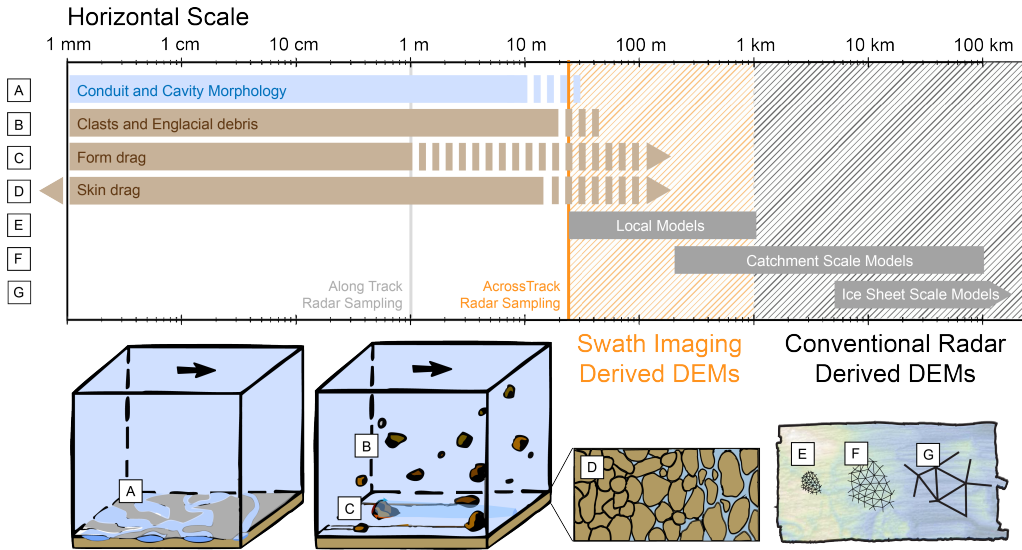 Horizontal Scale
1 mm 1 cm 10 cm 1 m 10 m 100 m 1 km 10 km 100 km
A Conduit and Cavity Morphology
B Clasts and Englacial debris
C Form drag
D Skin drag
E Local Models
F Catchment Scale Models
G Ice Sheet Scale Models
Along Track
Radar Sampling
AcrossTrack
Radar Sampling
Swath Imaging
Derived DEMs
Conventional Radar
Derived DEMs
A
B
C
D
E F G